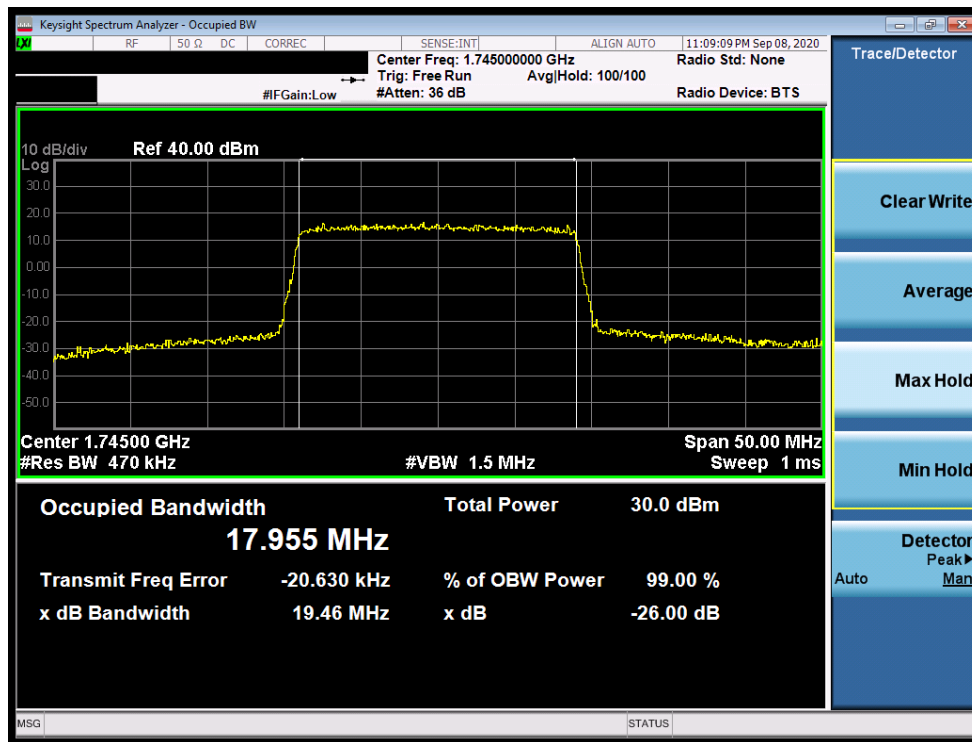 Keysight Spectrum Analyzer - Occupied BW
LXI RF 50 Ω DC CORREC SENSE:INT ALIGN AUTO 11:09:09 PM Sep 08, 2020
Center Freq: 1.745000000 GHz Radio Std: None
Trig: Free Run Avg|Hold: 100/100
#IFGain:Low #Atten: 36 dB Radio Device: BTS
Trace/Detector
10 dB/div Ref 40.00 dBm
Log
30.0
20.0
10.0
0.00
-10.0
-20.0
-30.0
-40.0
-50.0
Center 1.74500 GHz Span 50.00 MHz
#Res BW 470 kHz #VBW 1.5 MHz Sweep 1 ms
Occupied Bandwidth Total Power 30.0 dBm
17.955 MHz
Transmit Freq Error -20.630 kHz % of OBW Power 99.00 %
x dB Bandwidth 19.46 MHz x dB -26.00 dB
Clear Write
Average
Max Hold
Min Hold
Detector
Peak▶
Auto Man
MSG STATUS